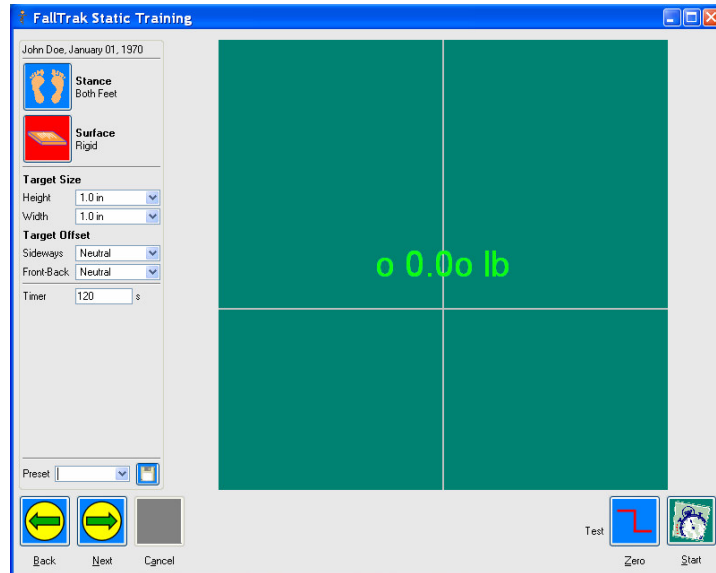 FallTrak Static Training
John Doe, January 01, 1970
Stance
Both Feet
Surface
Rigid
Target Size
Height 1.0 in
Width 1.0 in
Target Offset
Sideways Neutral
Front-Back Neutral
Timer 120 s
o 0.0o lb
Preset
Test
Back Next Cancel Zero Start